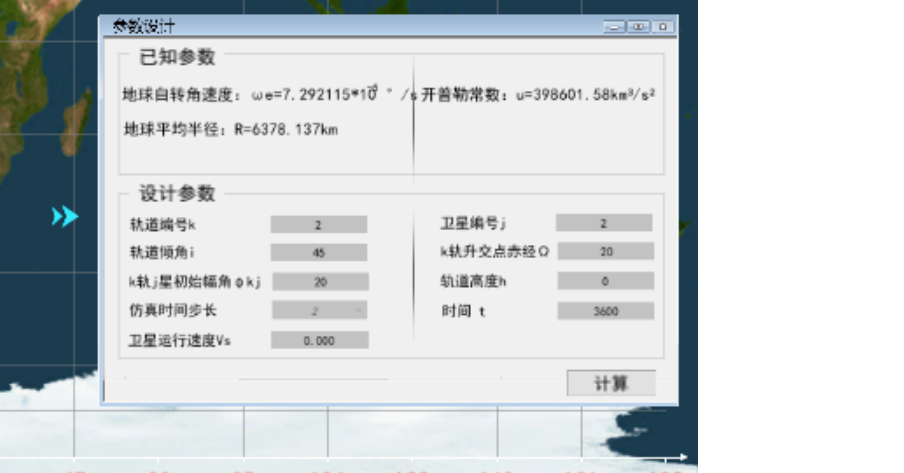 参数设计
已知参数
地球自转角速度：ωe=7.292115*10⁻⁵ °/s 开普勒常数：u=398601.58km³/s²
地球平均半径：R=6378.137km
设计参数
轨道编号k 2 卫星编号j 2
轨道倾角i 45 k轨升交点赤经Ω 20
k轨j星初始幅角φkj 20 轨道高度h 0
仿真时间步长 2 时间 t 3600
卫星运行速度Vs 0.000
计算